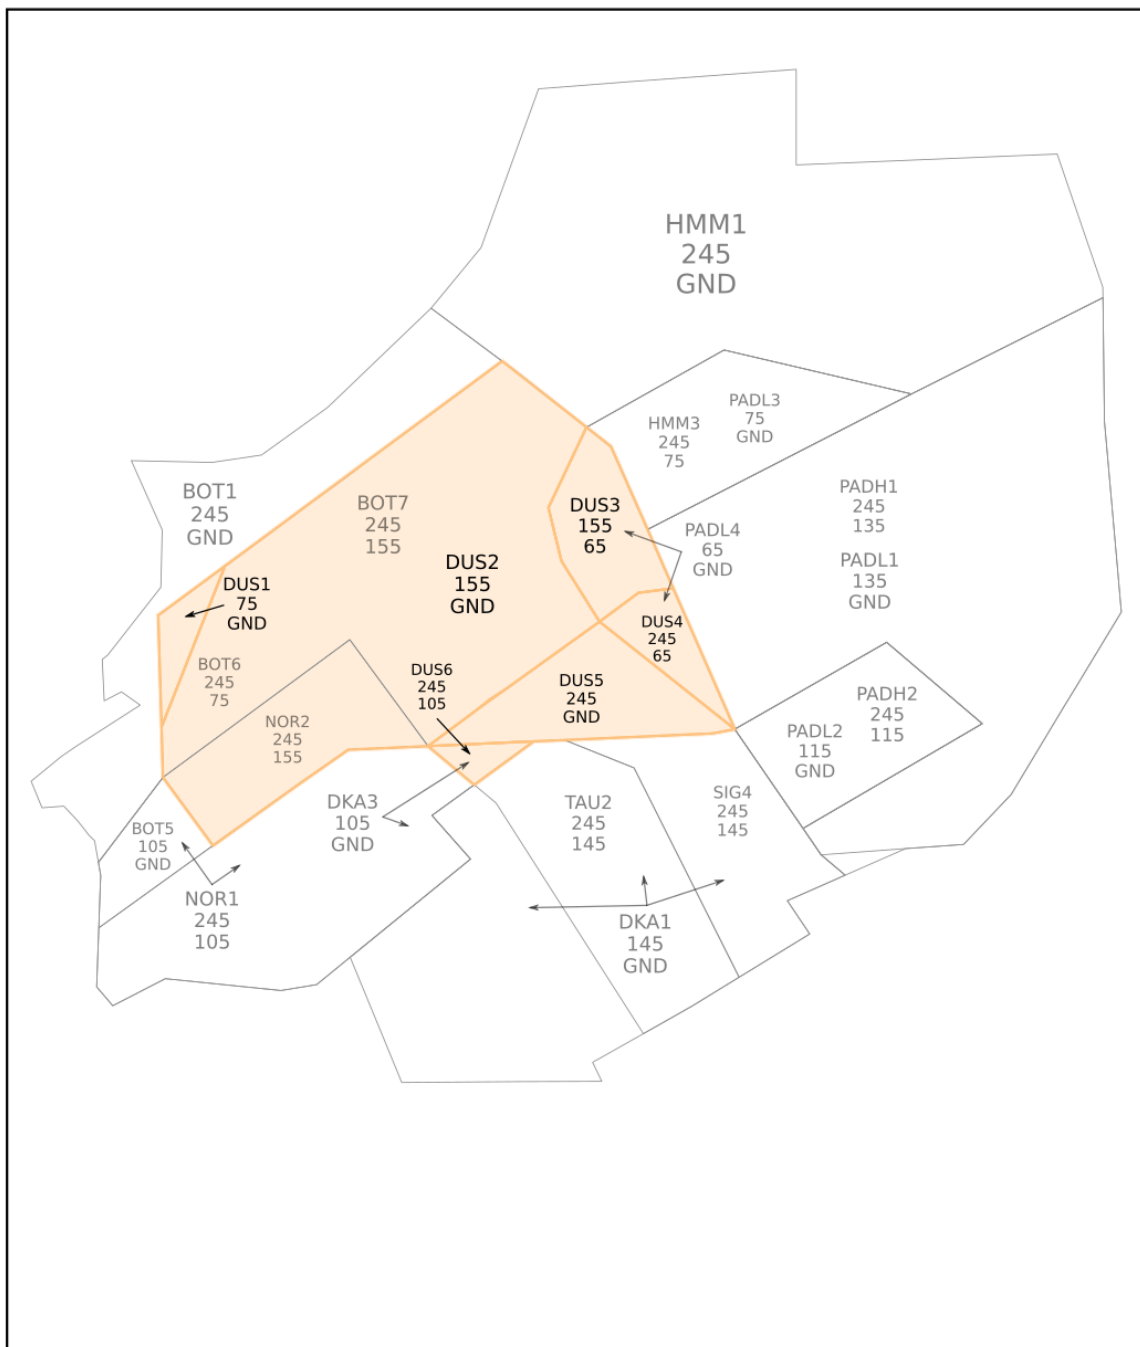 HMM1
245
GND
PADL3
75
GND
HMM3
245
75
BOT1
245
GND
BOT7
245
155
DUS3
155
65
PADH1
245
135
PADL4
65
GND
PADL1
135
GND
DUS2
155
GND
DUS1
75
GND
DUS4
245
65
BOT6
245
75
DUS6
245
105
DUS5
245
GND
PADH2
245
115
NOR2
245
155
PADL2
115
GND
DKA3
105
GND
TAU2
245
145
SIG4
245
145
BOT5
105
GND
NOR1
245
105
DKA1
145
GND